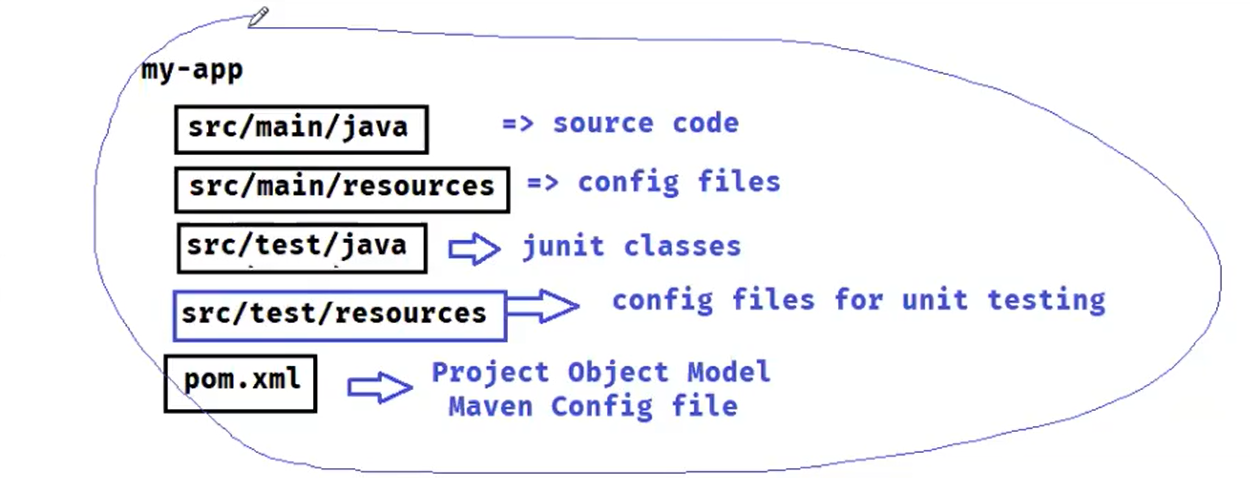 my-app
src/main/java => source code
src/main/resources => config files
src/test/java junit classes
src/test/resources config files for unit testing
pom.xml Project Object Model
Maven Config file